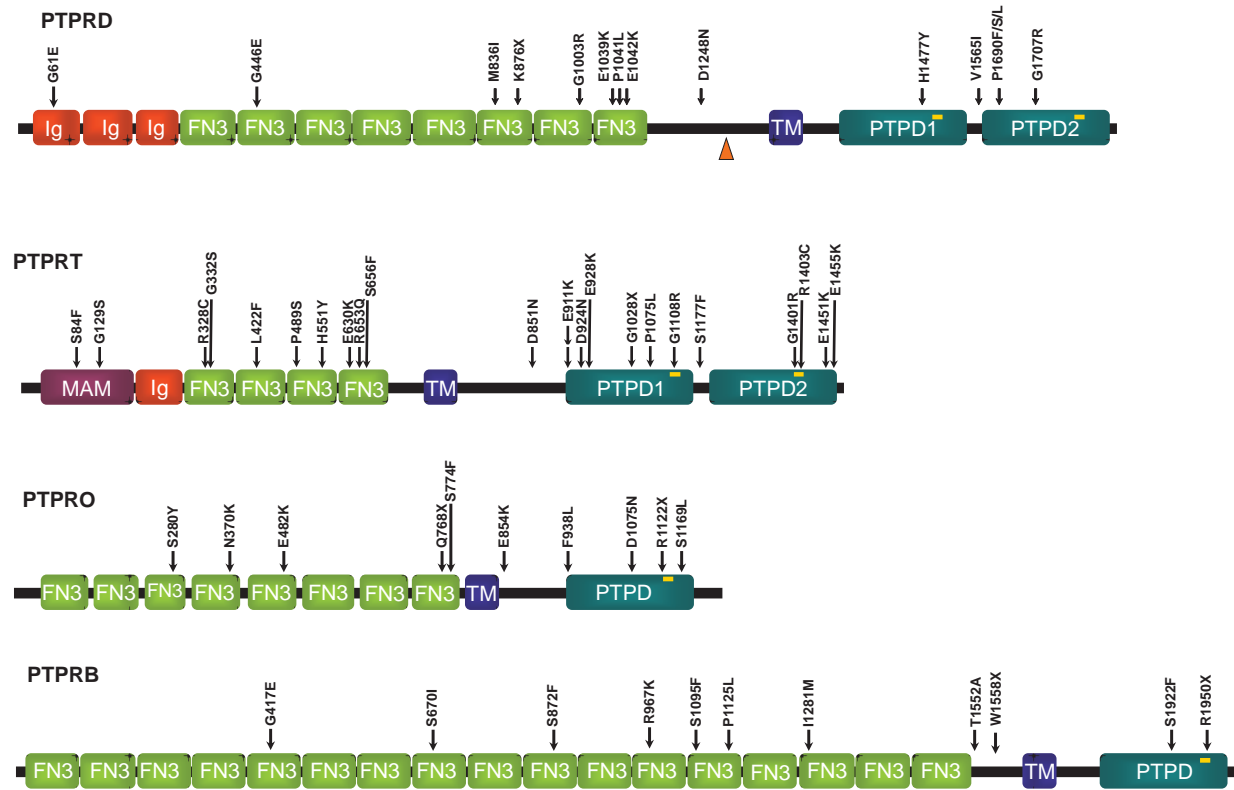 PTPRD
G61E G446E M836I K876X G1003R E1039K P1041L E1042K D1248N H1477Y V1565I P1690F/S/L G1707R
Ig Ig Ig FN3 FN3 FN3 FN3 FN3 FN3 FN3 FN3 TM PTPD1 PTPD2
PTPRT
S84F G129S R328C G332S L422F P489S H551Y E630K R653Q S656F D851N E911K D924N E928K G1028X P1075L G1108R S1177F G1401R R1403C E1451K E1455K
MAM Ig FN3 FN3 FN3 FN3 TM PTPD1 PTPD2
PTPRO
S280Y N370K E482K Q768X S774F E854K F938L D1075N R1122X S1169L
FN3 FN3 FN3 FN3 FN3 FN3 FN3 FN3 TM PTPD
PTPRB
G417E S670I S872F R967K S1095F P1125L I1281M T1552A W1558X S1922F R1950X
FN3 FN3 FN3 FN3 FN3 FN3 FN3 FN3 FN3 FN3 FN3 FN3 FN3 FN3 FN3 FN3 FN3 TM PTPD